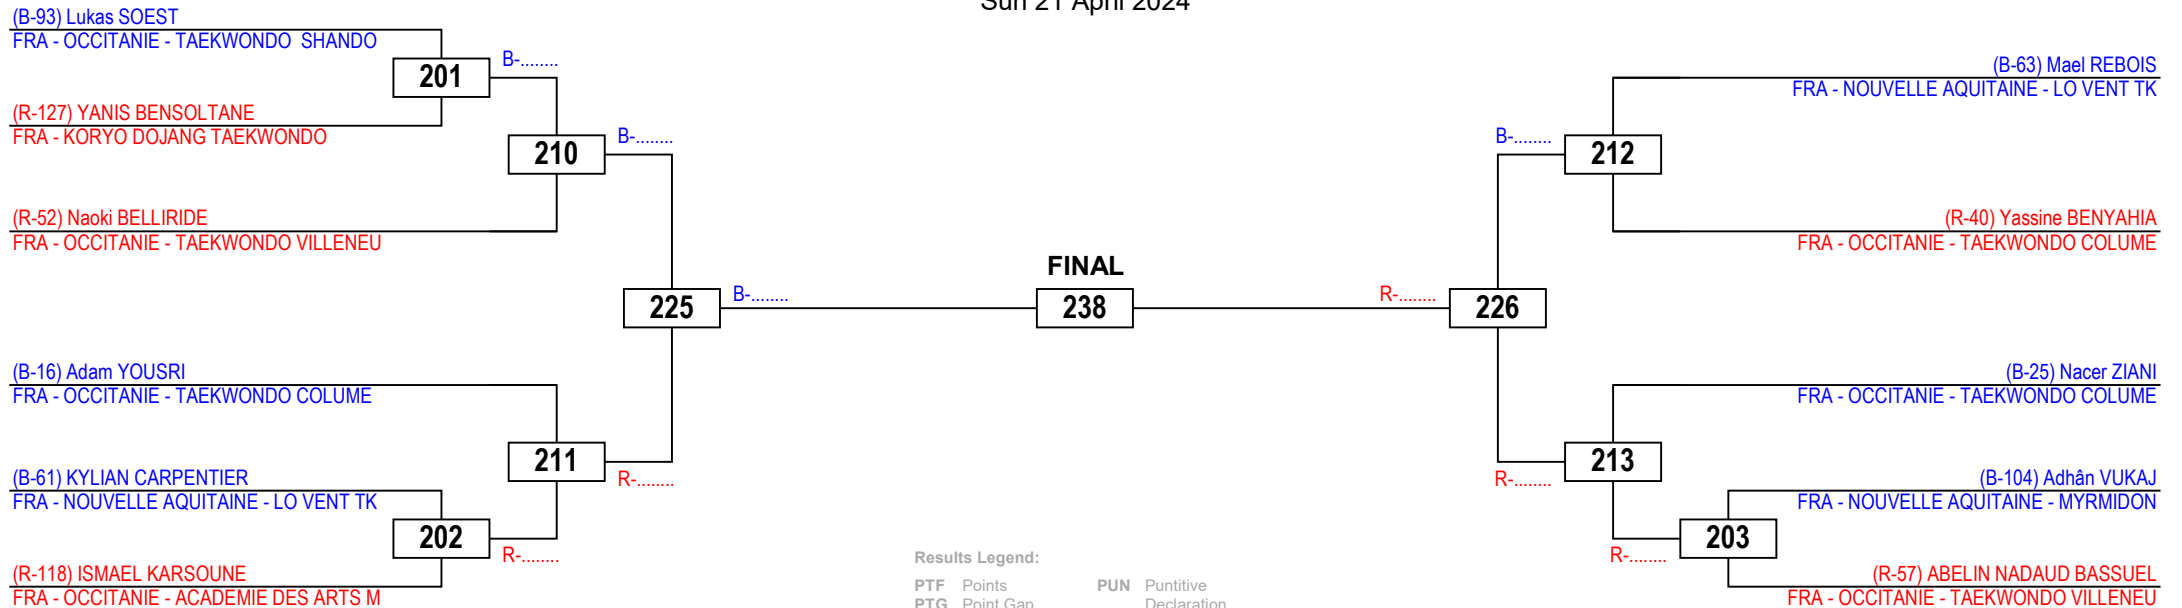 Sun 21 April 2024
(B-93) Lukas SOEST
FRA - OCCITANIE - TAEKWONDO  SHANDO
201
B-........
(R-127) YANIS BENSOLTANE
FRA - KORYO DOJANG TAEKWONDO
210
B-........
(R-52) Naoki BELLIRIDE
FRA - OCCITANIE - TAEKWONDO VILLENEU
225
B-........
(B-16) Adam YOUSRI
FRA - OCCITANIE - TAEKWONDO COLUME
211
R-........
(B-61) KYLIAN CARPENTIER
FRA - NOUVELLE AQUITAINE - LO VENT TK
202
R-........
(R-118) ISMAEL KARSOUNE
FRA - OCCITANIE - ACADEMIE DES ARTS M
FINAL
238
(B-63) Mael REBOIS
FRA - NOUVELLE AQUITAINE - LO VENT TK
B-........
212
(R-40) Yassine BENYAHIA
FRA - OCCITANIE - TAEKWONDO COLUME
R-........
226
(B-25) Nacer ZIANI
FRA - OCCITANIE - TAEKWONDO COLUME
R-........
213
(B-104) Adhân VUKAJ
FRA - NOUVELLE AQUITAINE - MYRMIDON
R-........
203
(R-57) ABELIN NADAUD BASSUEL
FRA - OCCITANIE - TAEKWONDO VILLENEU
Results Legend:
PTF Points
PTG Point Gap
PUN Puntitive
Declaration